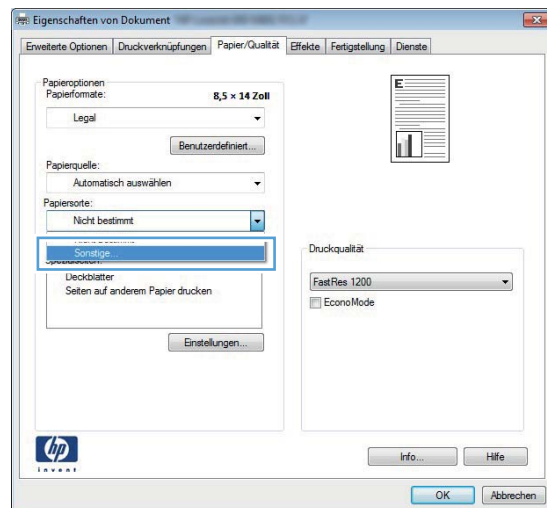 Eigenschaften von Dokument
Erweiterte Optionen Druckverknüpfungen Papier/Qualität Effekte Fertigstellung Dienste
Papieroptionen
Papierformate: 8,5 × 14 Zoll
Legal
Benutzerdefiniert...
Papierquelle:
Automatisch auswählen
Papiersorte:
Nicht bestimmt
Sonstige...
Deckblätter
Seiten auf anderem Papier drucken
Einstellungen...
E
Druckqualität
FastRes 1200
EconoMode
hp
invent
Info... Hilfe
OK Abbrechen